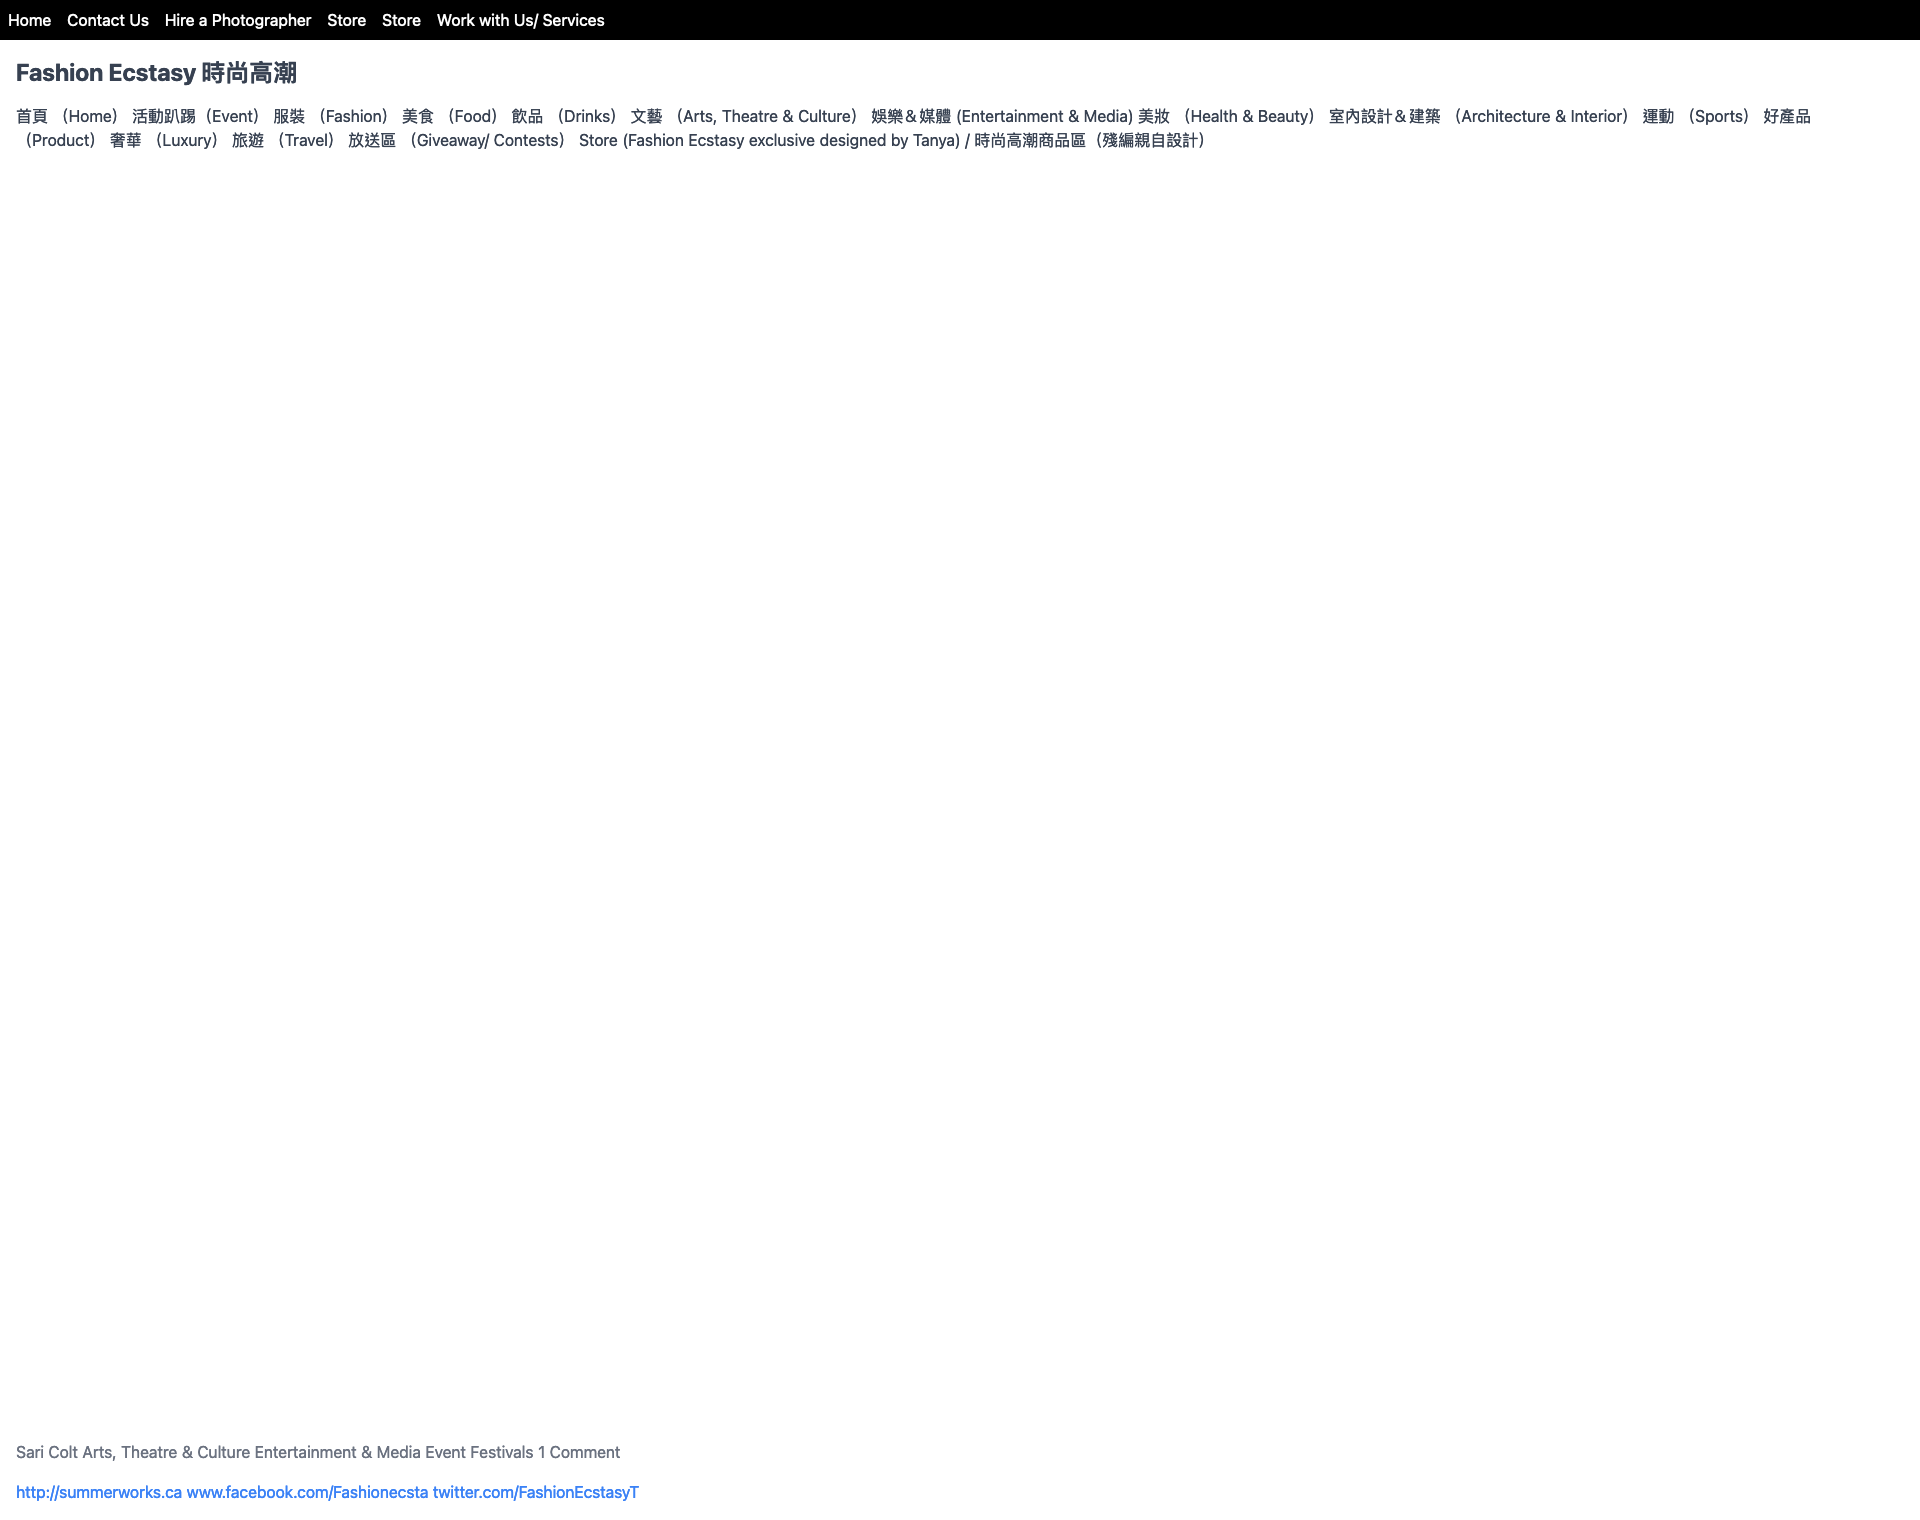 Home Contact Us Hire a Photographer Store Store Work with Us/ Services
Fashion Ecstasy 時尚高潮
首頁 （Home） 活動趴踢（Event） 服裝 （Fashion） 美食 （Food） 飲品 （Drinks） 文藝 （Arts, Theatre & Culture） 娛樂＆媒體 (Entertainment & Media) 美妝 （Health & Beauty） 室內設計＆建築 （Architecture & Interior） 運動 （Sports） 好產品
（Product） 奢華 （Luxury） 旅遊 （Travel） 放送區 （Giveaway/ Contests） Store (Fashion Ecstasy exclusive designed by Tanya) / 時尚高潮商品區（殘編親自設計）
Sari Colt Arts, Theatre & Culture Entertainment & Media Event Festivals 1 Comment
http://summerworks.ca www.facebook.com/Fashionecsta twitter.com/FashionEcstasyT